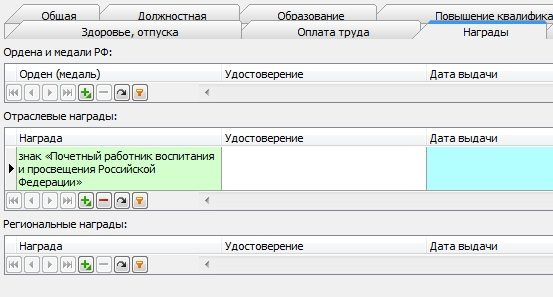 Общая Должностная Образование Повышение квалифика
Здоровье, отпуска Оплата труда Награды
Ордена и медали РФ:
Орден (медаль) Удостоверение Дата выдачи
Отраслевые награды:
Награда Удостоверение Дата выдачи
знак «Почетный работник воспитания
и просвещения Российской
Федерации»
Региональные награды:
Награда Удостоверение Дата выдачи